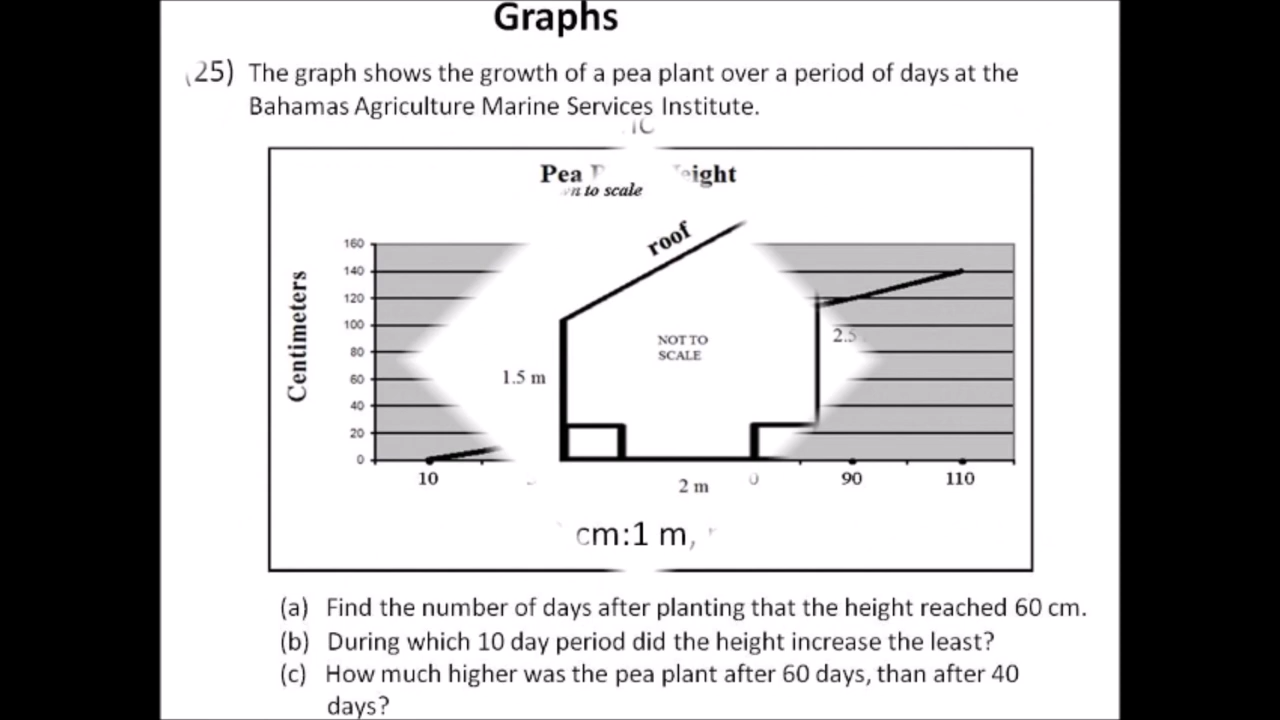 Graphs
25) The graph shows the growth of a pea plant over a period of days at the
Bahamas Agriculture Marine Services Institute.
Pea
to scale
roof
160
140
120
100
80
60
40
20
0
Centimeters
NOT TO
SCALE
1.5 m
2.5
10
2 m
90
110
cm:1 m,
(a) Find the number of days after planting that the height reached 60 cm.
(b) During which 10 day period did the height increase the least?
(c) How much higher was the pea plant after 60 days, than after 40
days?